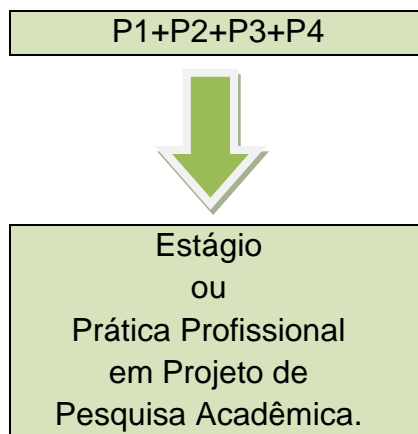 P1+P2+P3+P4
Estágio
ou
Prática Profissional
em Projeto de
Pesquisa Acadêmica.